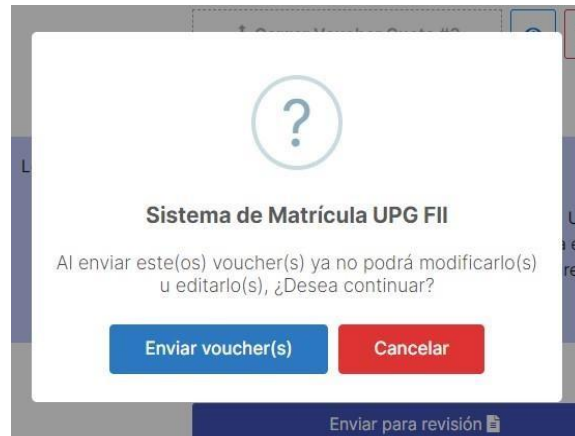 ?
Sistema de Matrícula UPG FII
Al enviar este(os) voucher(s) ya no podrá modificarlo(s)
u editarlo(s), ¿Desea continuar?
Enviar voucher(s)
Cancelar
Enviar para revisión